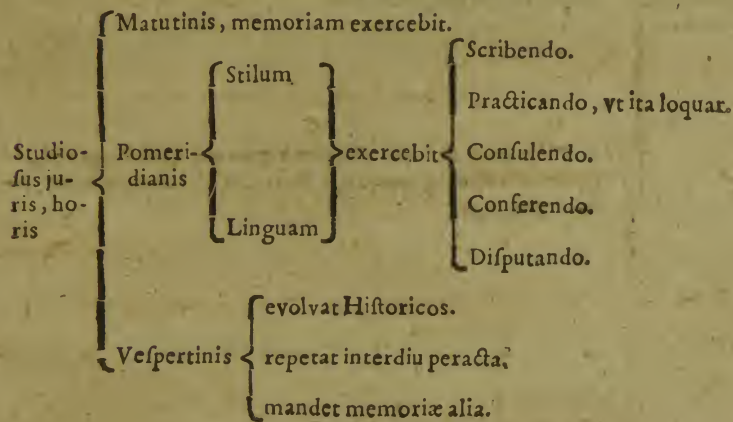 Studio-
ſus ju-
ris, ho-
ris
Matutinis, memoriam exercebit.
Pomeri-
dianis
Stilum
Linguam
exercebit
Scribendo.
Practicando, vt ita loquar.
Conſulendo.
Conferendo.
Diſputando.
Veſpertinis
evolvat Hiſtoricos.
repetat interdiu peracta.
mandet memoriæ alia.